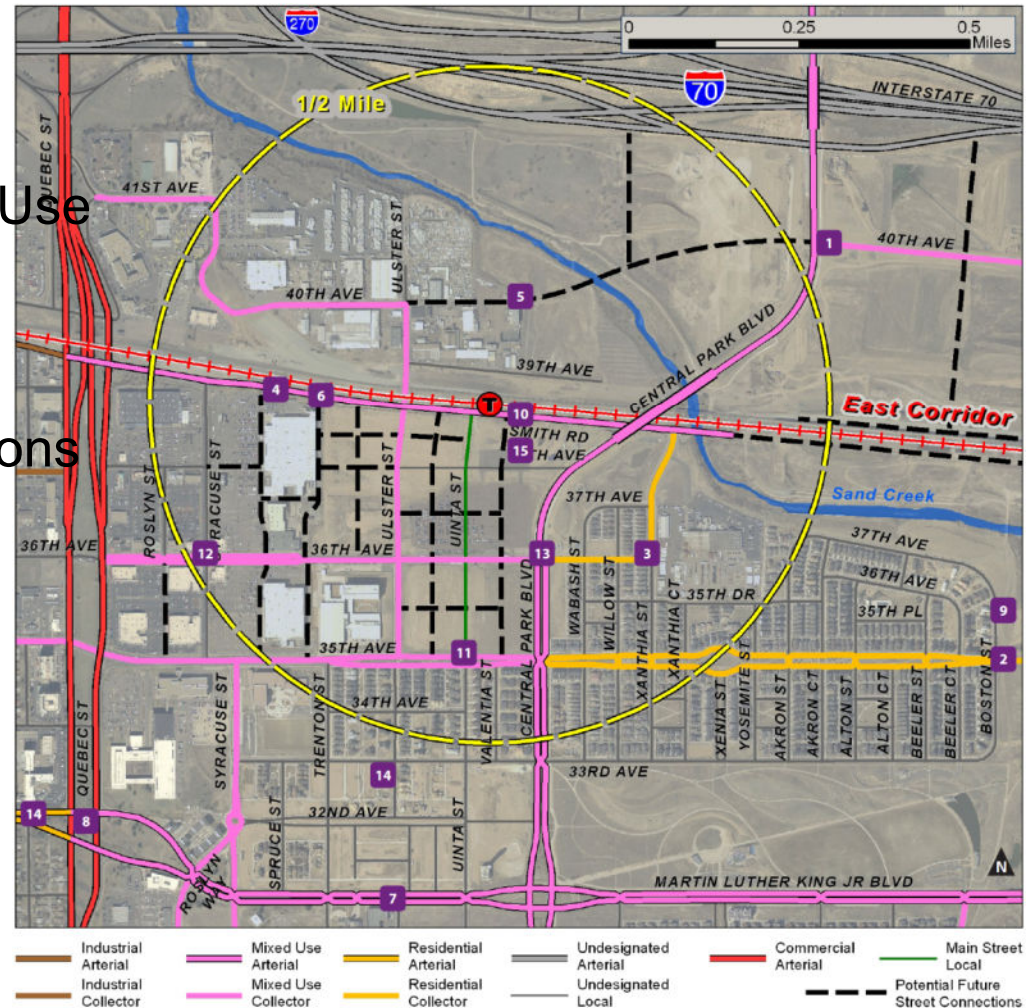 270
0 0.25 0.5
Miles
70
INTERSTATE 70
1/2 Mile
QUEBEC ST
41ST AVE
Use
ULSTER ST
1
40TH AVE
40TH AVE
5
CENTRAL PARK BLVD
39TH AVE
4
6
T
10
East Corridor
SMITH RD
15
TH AVE
ons
Sand Creek
ROSLYN ST
RACUSE ST
ULSTER ST
UINTA ST
37TH AVE
36TH AVE
12
36TH AVE
13
3
37TH AVE
36TH AVE
CENTRAL PARK BLVD
WABASH ST
WILLOW ST
XANTHIA ST
XANTHIA CT
35TH DR
35TH PL
9
35TH AVE
11
2
QUEBEC ST
SYRACUSE ST
TRENTON ST
34TH AVE
VALENTIA ST
XENIA ST
YOSEMITE ST
AKRON ST
AKRON CT
ALTON ST
ALTON CT
BEELER ST
BEELER CT
BOSTON ST
14
33RD AVE
14
8
SPRUCE ST
32ND AVE
UINTA ST
N
ROSLYN WAY
7
MARTIN LUTHER KING JR BLVD
Industrial Arterial
Mixed Use Arterial
Residential Arterial
Undesignated Arterial
Commercial Arterial
Main Street Local
Industrial Collector
Mixed Use Collector
Residential Collector
Undesignated Local
Potential Future Street Connections